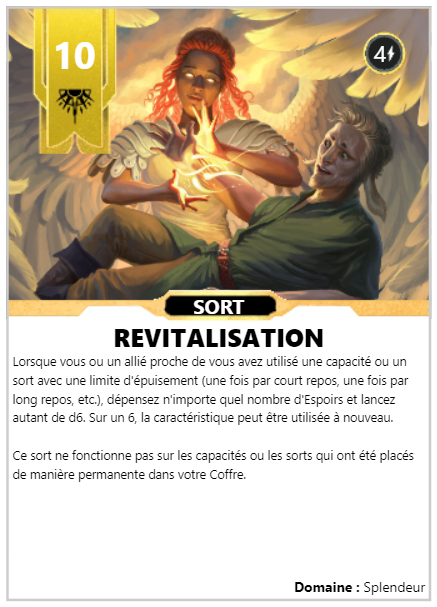 10
4
SORT
REVITALISATION
Lorsque vous ou un allié proche de vous avez utilisé une capacité ou un
sort avec une limite d'épuisement (une fois par court repos, une fois par
long repos, etc.), dépensez n'importe quel nombre d'Espoirs et lancez
autant de d6. Sur un 6, la caractéristique peut être utilisée à nouveau.
Ce sort ne fonctionne pas sur les capacités ou les sorts qui ont été placés
de manière permanente dans votre Coffre.
Domaine : Splendeur